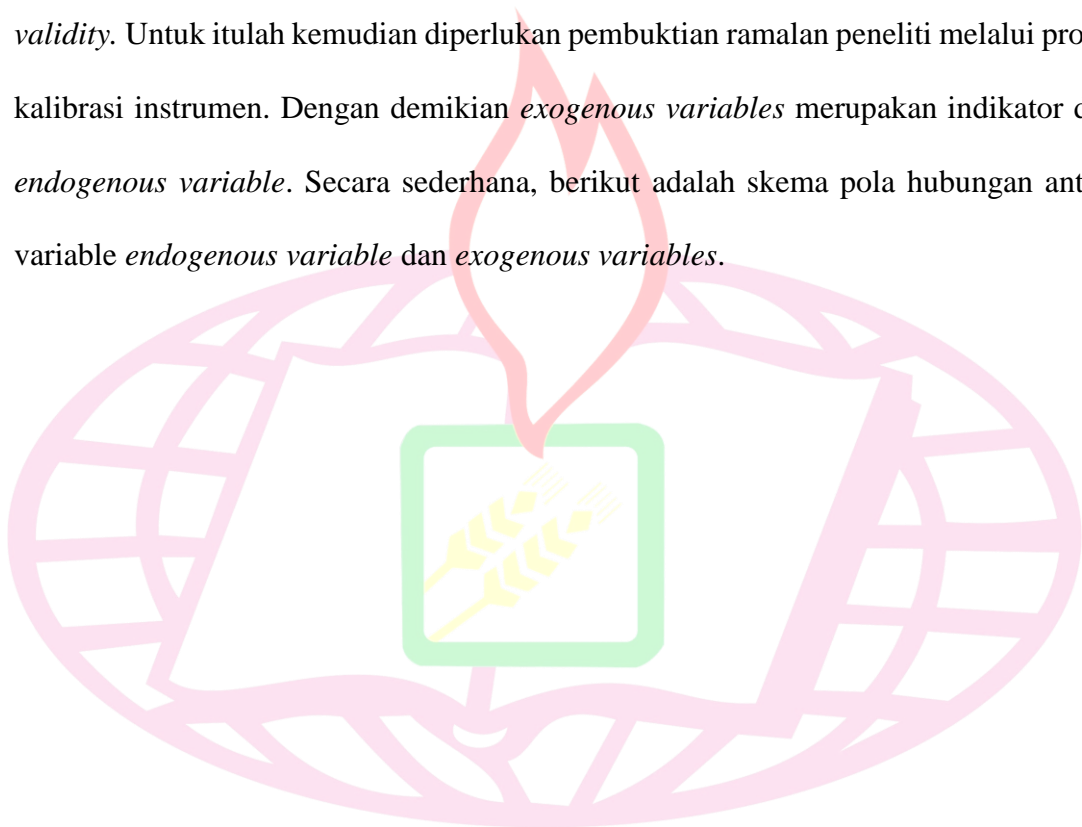 validity. Untuk itulah kemudian diperlukan pembuktian ramalan peneliti melalui pro
kalibrasi instrumen. Dengan demikian exogenous variables merupakan indikator d
endogenous variable. Secara sederhana, berikut adalah skema pola hubungan ant
variable endogenous variable dan exogenous variables.